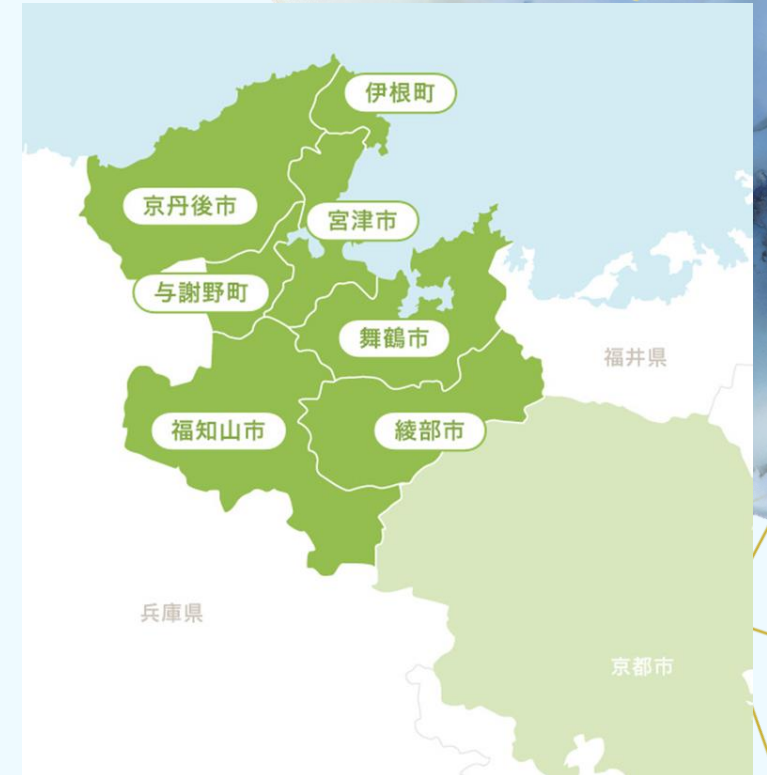 伊根町
京丹後市
宮津市
与謝野町
舞鶴市
福井県
福知山市
綾部市
兵庫県
京都市